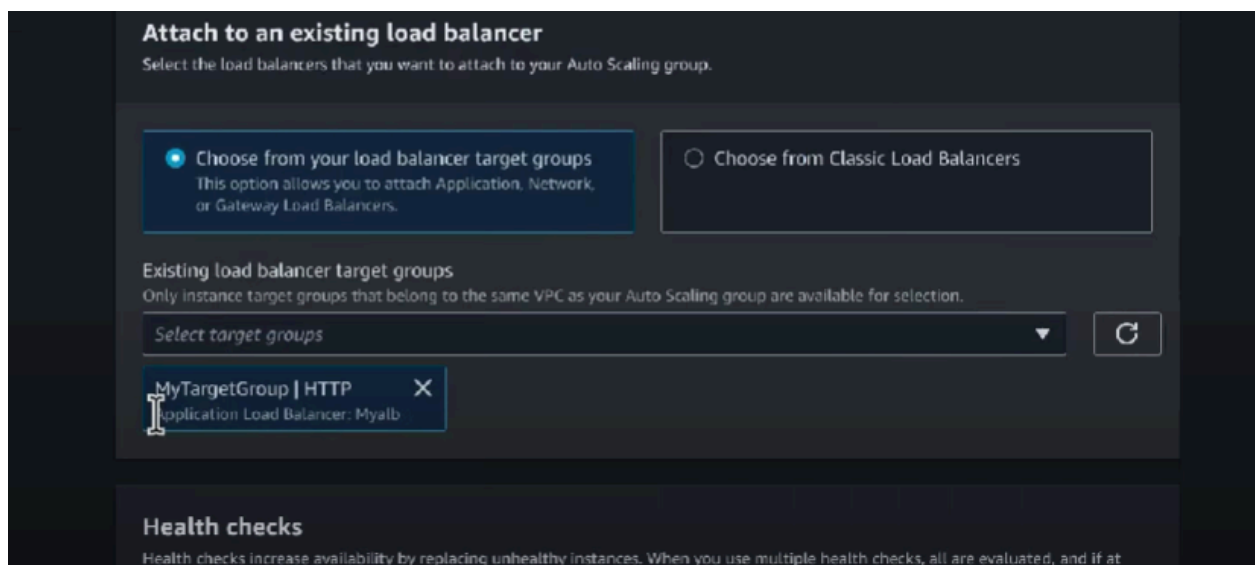 Attach to an existing load balancer
Select the load balancers that you want to attach to your Auto Scaling group.
Choose from your load balancer target groups
This option allows you to attach Application, Network,
or Gateway Load Balancers.
Choose from Classic Load Balancers
Existing load balancer target groups
Only instance target groups that belong to the same VPC as your Auto Scaling group are available for selection.
Select target groups
MyTargetGroup | HTTP
Application Load Balancer: Myalb
Health checks
Health checks increase availability by replacing unhealthy instances. When you use multiple health checks, all are evaluated, and if at